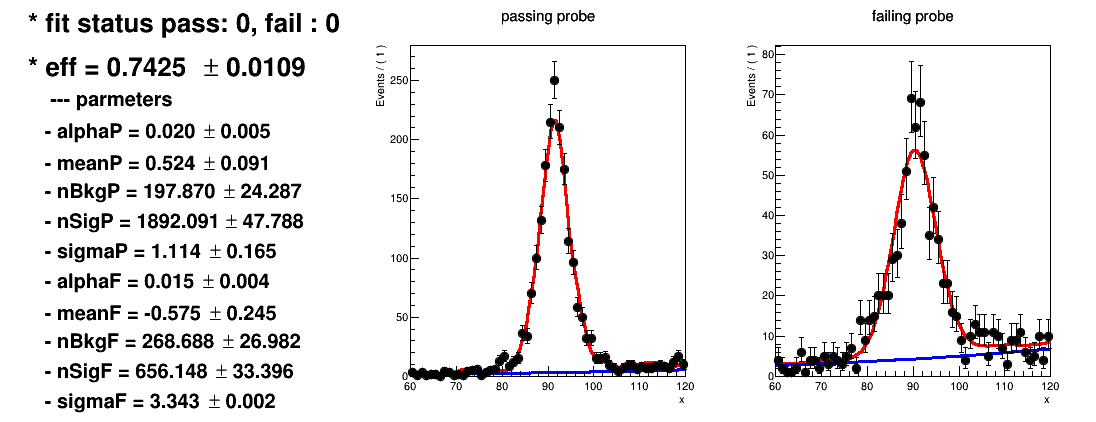 * fit status pass: 0, fail : 0
* eff = 0.7425 ± 0.0109
--- parmeters
- alphaP = 0.020 ± 0.005
- meanP = 0.524 ± 0.091
- nBkgP = 197.870 ± 24.287
- nSigP = 1892.091 ± 47.788
- sigmaP = 1.114 ± 0.165
- alphaF = 0.015 ± 0.004
- meanF = -0.575 ± 0.245
- nBkgF = 268.688 ± 26.982
- nSigF = 656.148 ± 33.396
- sigmaF = 3.343 ± 0.002
passing probe
Events / ( 1 )
250
200
150
100
50
0
60 70 80 90 100 110 120
x
failing probe
Events / ( 1 )
80
70
60
50
40
30
20
10
0
60 70 80 90 100 110 120
x